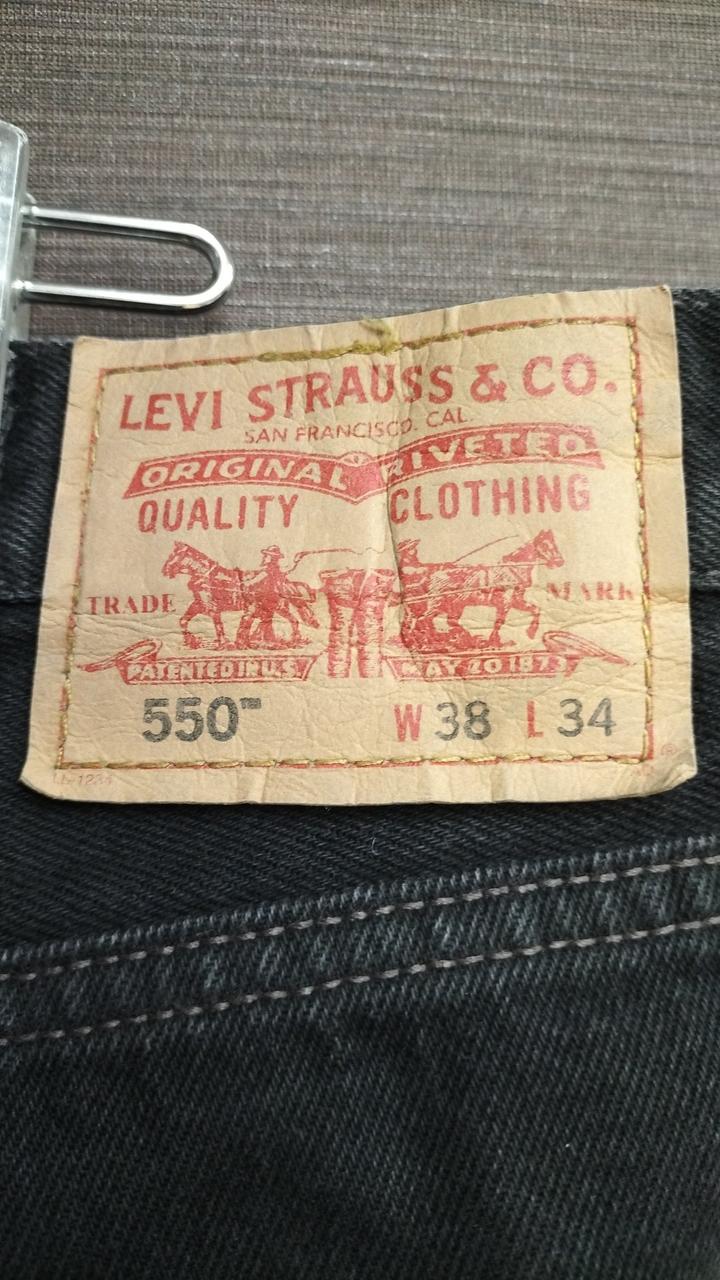 LEVI STRAUSS & CO.
SAN FRANCISCO. CAL.
ORIGINAL RIVETED
QUALITY CLOTHING
TRADE MARK
PATENTED IN U.S. MAY 20 1873
550™ W 38 L 34
®